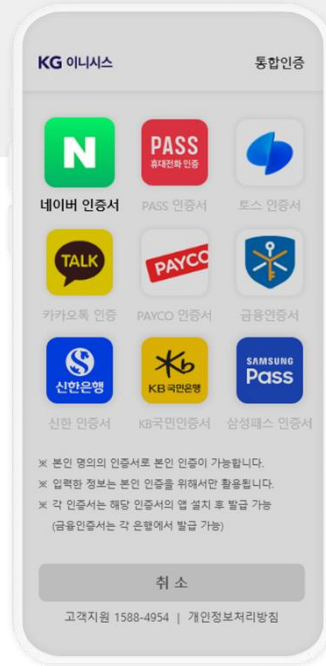 KG 이니시스
통합인증
N
PASS
휴대전화 인증
네이버 인증서
PASS 인증서
토스 인증서
TALK
PAYCO
카카오톡 인증
PAYCO 인증서
금융인증서
신한은행
KB국민은행
SAMSUNG
Pass
신한 인증서
KB국민인증서
삼성패스 인증서
※ 본인 명의의 인증서로 본인 인증이 가능합니다.
※ 입력한 정보는 본인 인증을 위해서만 활용됩니다.
※ 각 인증서는 해당 인증서의 앱 설치 후 발급 가능
(금융인증서는 각 은행에서 발급 가능)
취 소
고객지원 1588-4954 | 개인정보처리방침